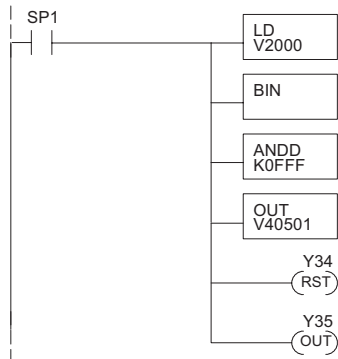 SP1
LD
V2000
BIN
ANDD
K0FFF
OUT
V40501
Y34
RST
Y35
OUT